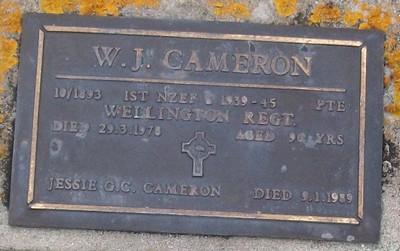 W. J. CAMERON
10/1893 1ST NZEF 1939-45 PTE
WELLINGTON REGT.
DIED 29.3.1978 AGED 90 YRS
JESSIE G.C. CAMERON DIED 9.1.1989